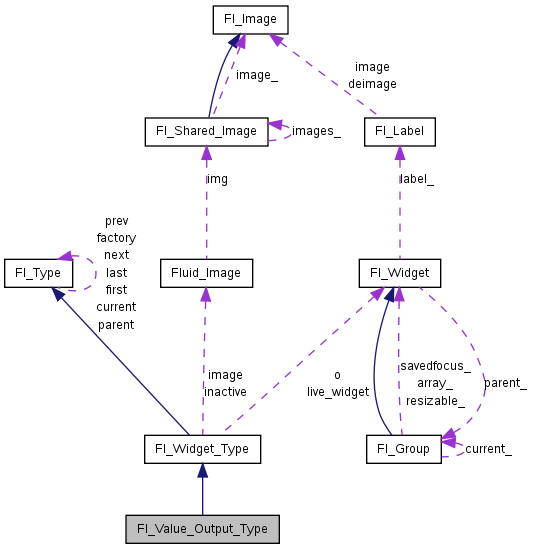 Fl_Image
image_
image
deimage
Fl_Shared_Image
images_
Fl_Label
img
label_
prev
factory
next
last
first
current
parent
Fl_Type
Fluid_Image
Fl_Widget
image
inactive
o
live_widget
savedfocus_
array_
resizable_
parent_
Fl_Widget_Type
Fl_Group
current_
Fl_Value_Output_Type